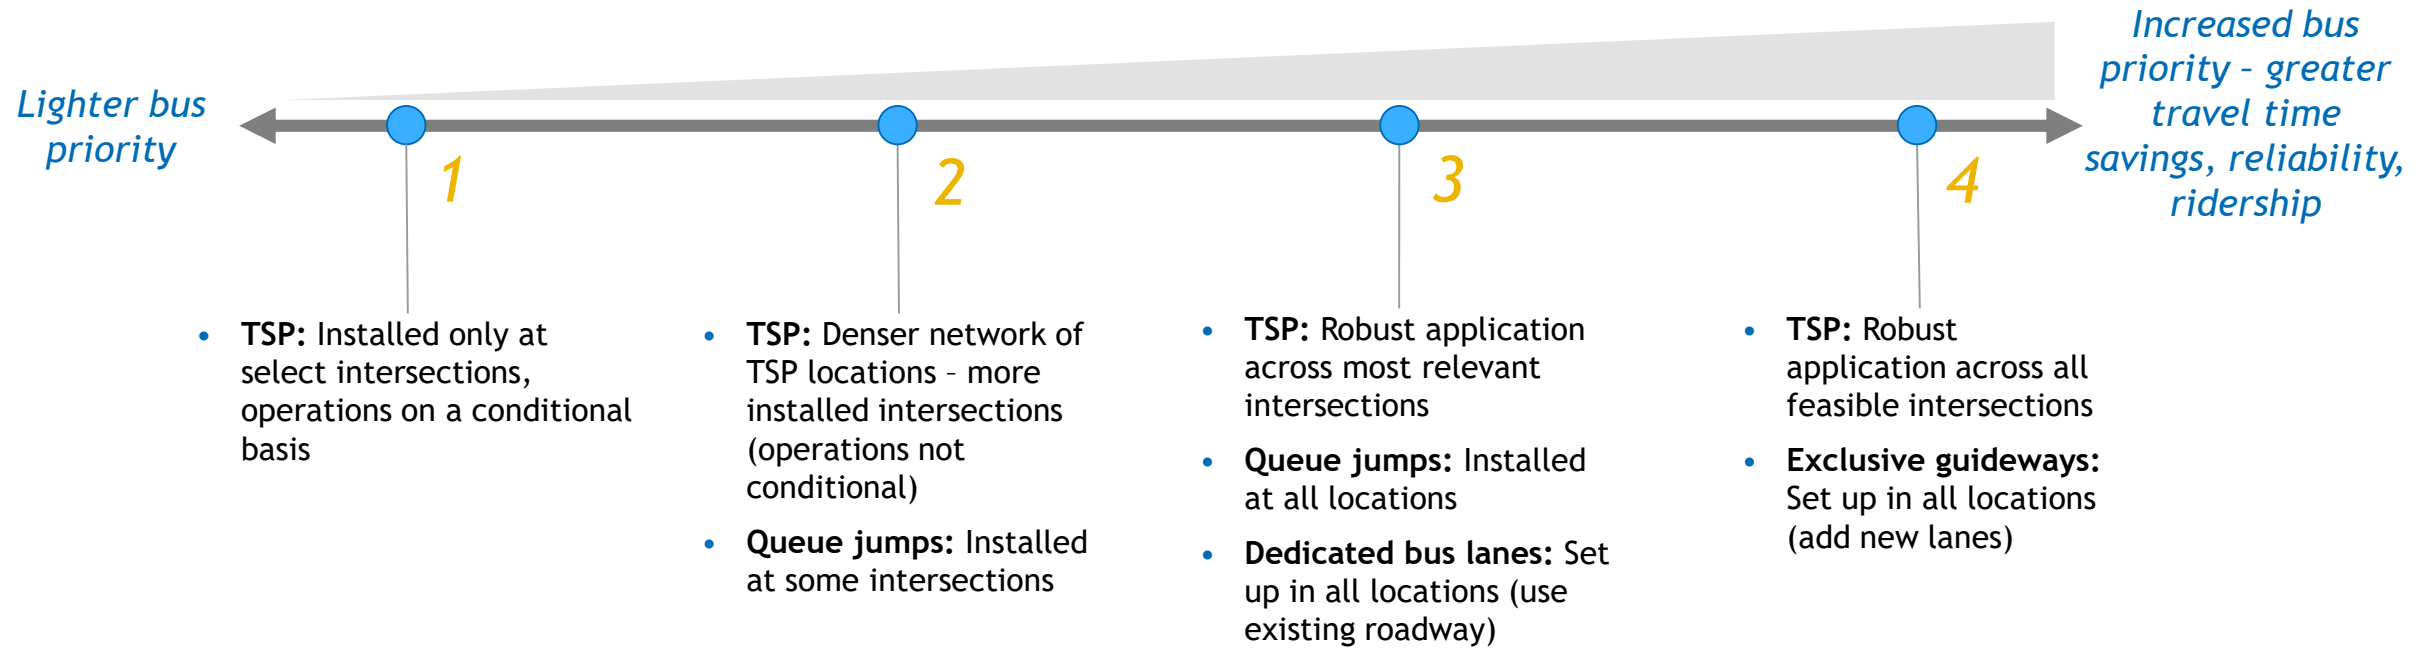 Lighter bus
priority
Increased bus
priority – greater
travel time
savings, reliability,
ridership
1
2
3
4
• TSP: Installed only at
select intersections,
operations on a conditional
basis
• TSP: Denser network of
TSP locations – more
installed intersections
(operations not
conditional)
• Queue jumps: Installed
at some intersections
• TSP: Robust application
across most relevant
intersections
• Queue jumps: Installed
at all locations
• Dedicated bus lanes: Set
up in all locations (use
existing roadway)
• TSP: Robust
application across all
feasible intersections
• Exclusive guideways:
Set up in all locations
(add new lanes)